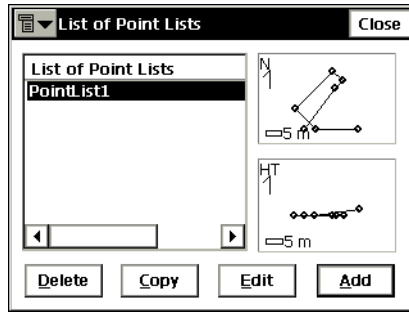 List of Point Lists
Close
List of Point Lists
PointList1
N
5 m
HT
5 m
Delete
Copy
Edit
Add